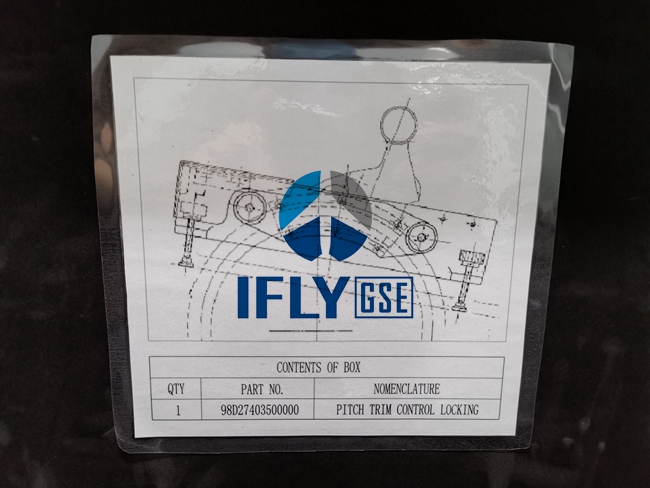 IFLY GSE
CONTENTS OF BOX
QTY PART NO. NOMENCLATURE
1 98D27403500000 PITCH TRIM CONTROL LOCKING